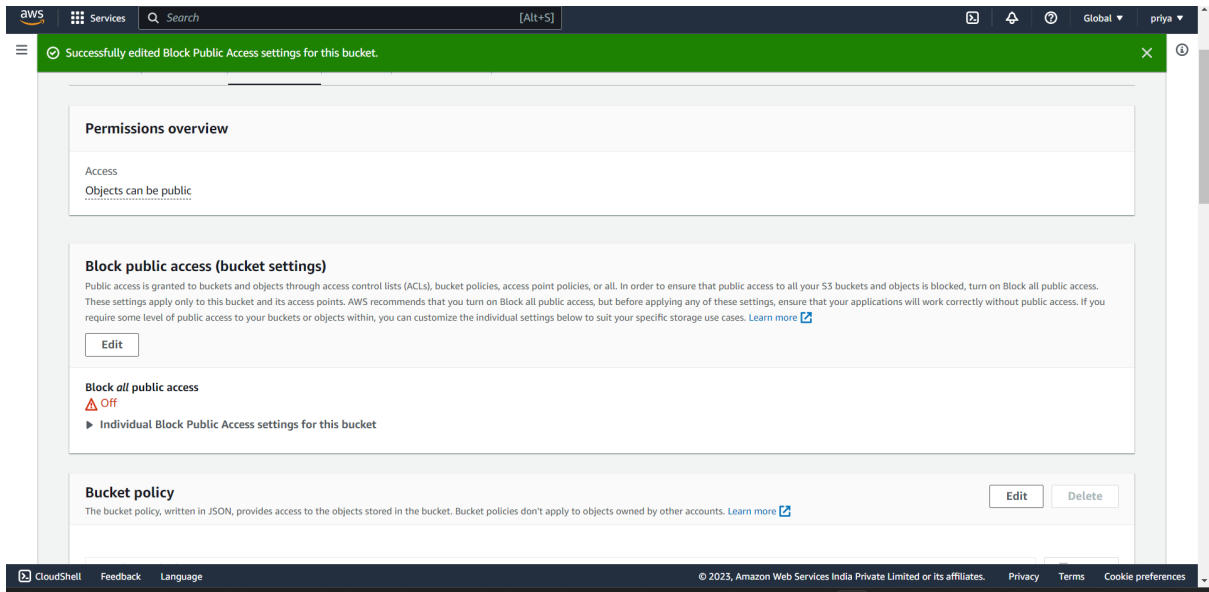 aws
Services
Search
[Alt+S]
Global
priya
Successfully edited Block Public Access settings for this bucket.
Permissions overview
Access
Objects can be public
Block public access (bucket settings)
Public access is granted to buckets and objects through access control lists (ACLs), bucket policies, access point policies, or all. In order to ensure that public access to all your S3 buckets and objects is blocked, turn on Block all public access.
These settings apply only to this bucket and its access points. AWS recommends that you turn on Block all public access, but before applying any of these settings, ensure that your applications will work correctly without public access. If you
require some level of public access to your buckets or objects within, you can customize the individual settings below to suit your specific storage use cases. Learn more
Edit
Block all public access
Off
Individual Block Public Access settings for this bucket
Bucket policy
Edit
Delete
The bucket policy, written in JSON, provides access to the objects stored in the bucket. Bucket policies don't apply to objects owned by other accounts. Learn more
CloudShell
Feedback
Language
© 2023, Amazon Web Services India Private Limited or its affiliates.
Privacy
Terms
Cookie preferences